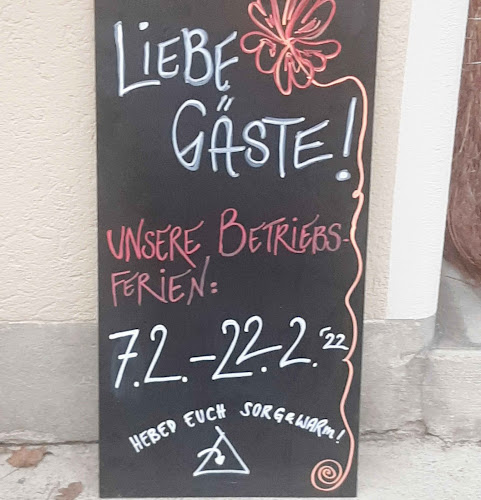 LIEBE
GÄSTE!
UNSERE BETRIEBS-
FERIEN:
7.2.-22.2.'22
HEBED EUCH SORG&WARM!